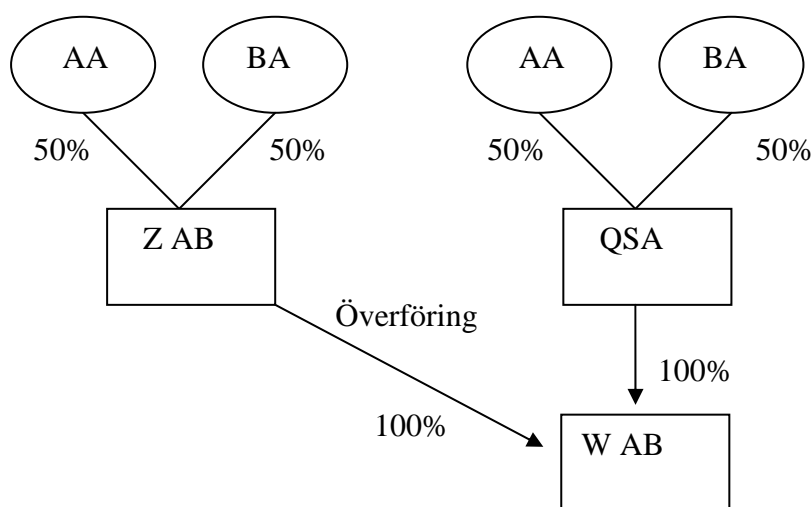 AA BA AA BA
50% 50% 50% 50%
Z AB QSA
Överföring
100%
100%
W AB